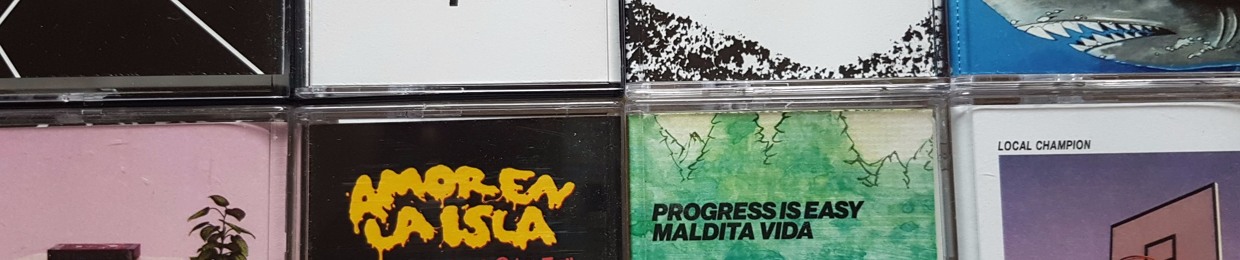 AMOR EN
LA ISLA
PROGRESS IS EASY
MALDITA VIDA
LOCAL CHAMPION